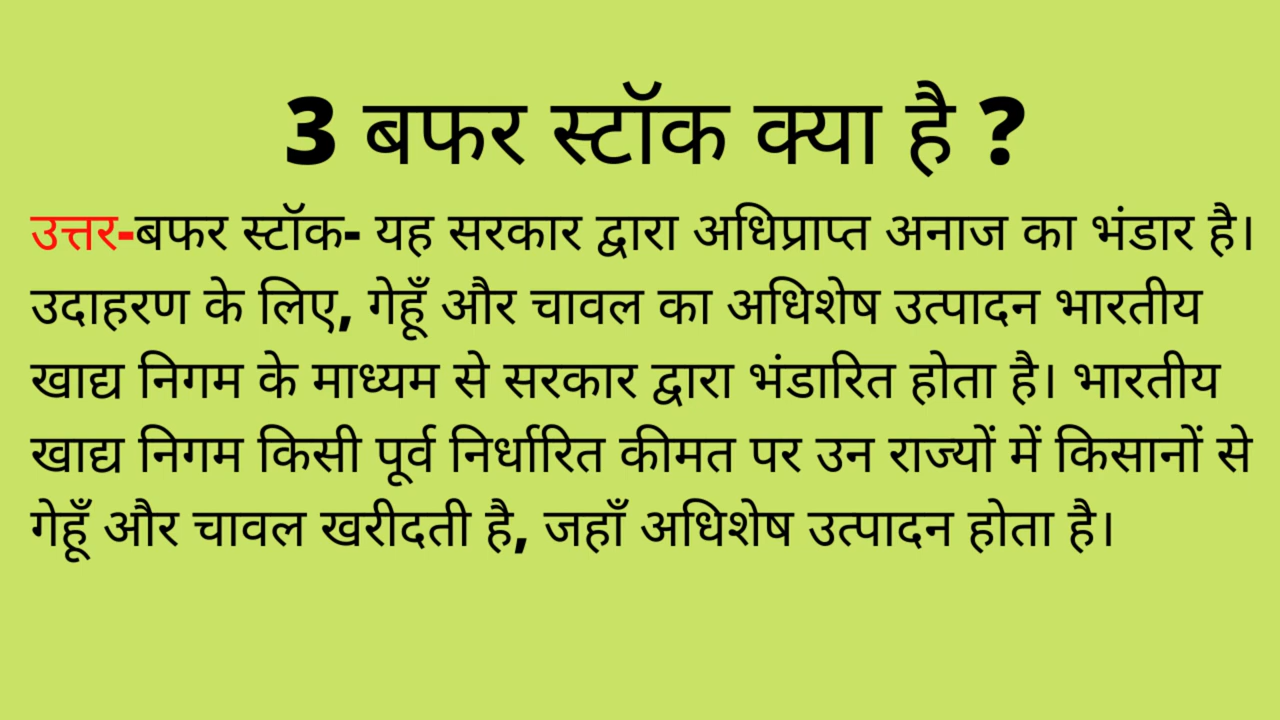 3 बफर स्टॉक क्या है ?
उत्तर-बफर स्टॉक- यह सरकार द्वारा अधिप्राप्त अनाज का भंडार है।
उदाहरण के लिए, गेहूँ और चावल का अधिशेष उत्पादन भारतीय
खाद्य निगम के माध्यम से सरकार द्वारा भंडारित होता है। भारतीय
खाद्य निगम किसी पूर्व निर्धारित कीमत पर उन राज्यों में किसानों से
गेहूँ और चावल खरीदती है, जहाँ अधिशेष उत्पादन होता है।